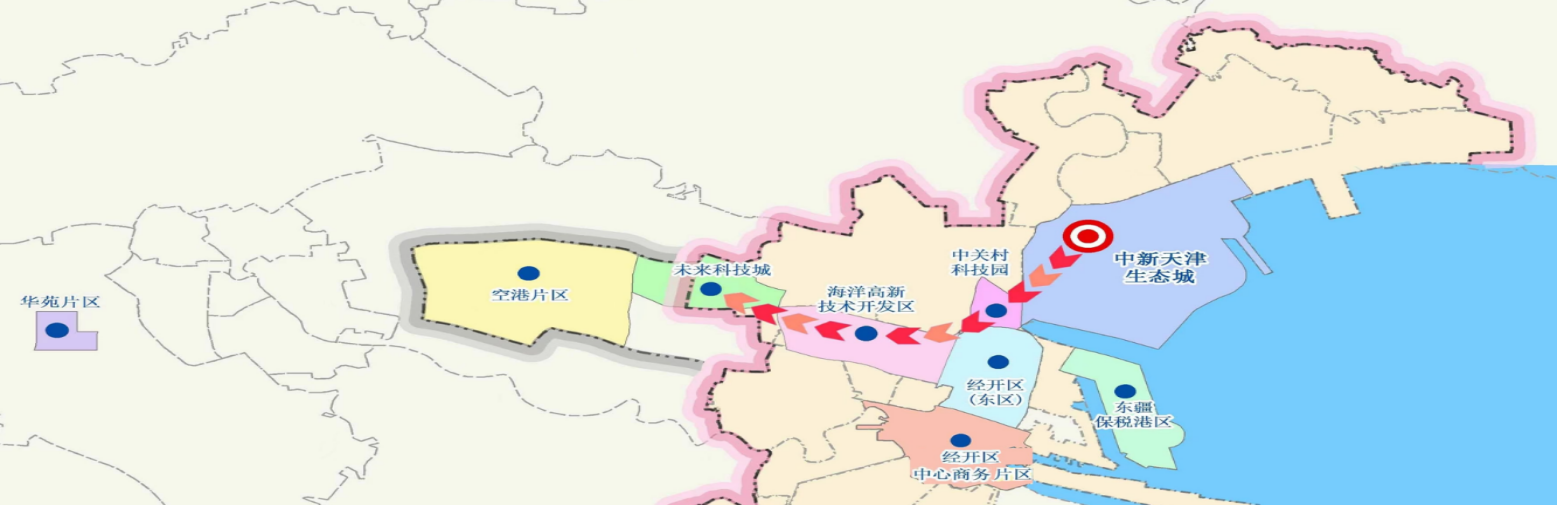 中新天津
生态城
中关村
科技园
未来科技城
海洋高新
技术开发区
空港片区
华苑片区
经开区
(东区)
东疆
保税港区
经开区
中心商务片区